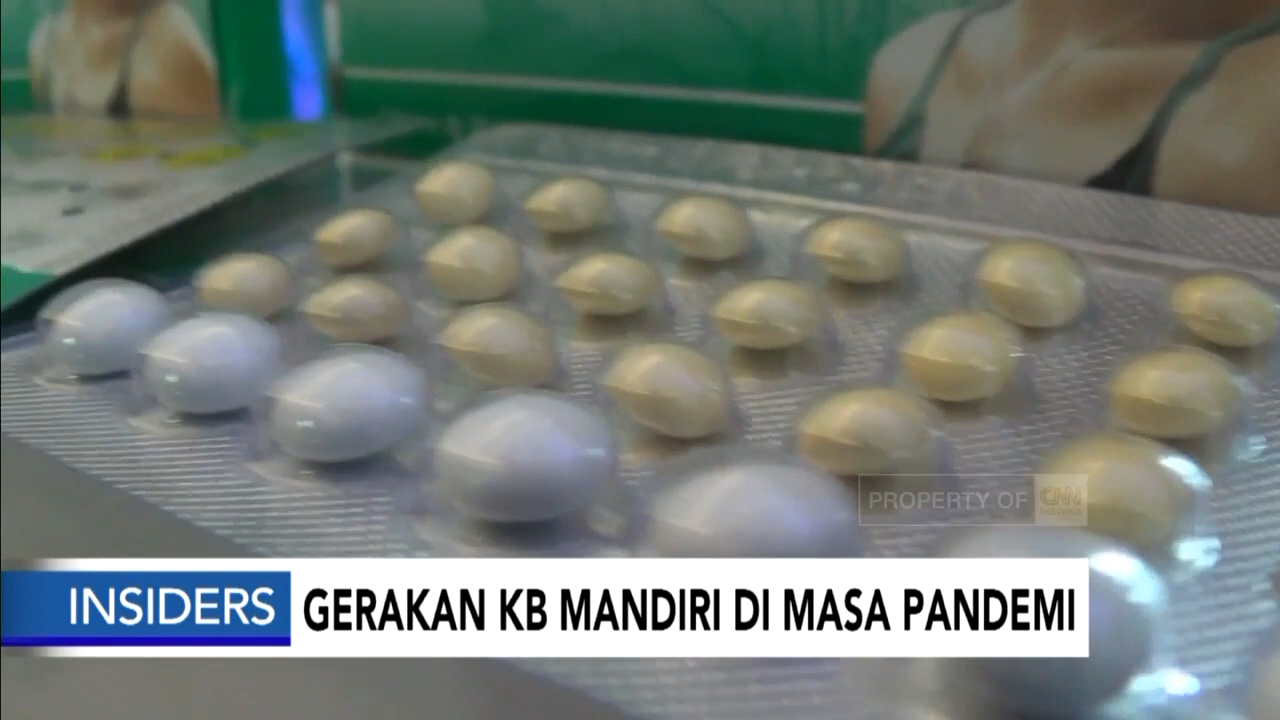 PROPERTY OF CNN Indonesia
INSIDERS GERAKAN KB MANDIRI DI MASA PANDEMI